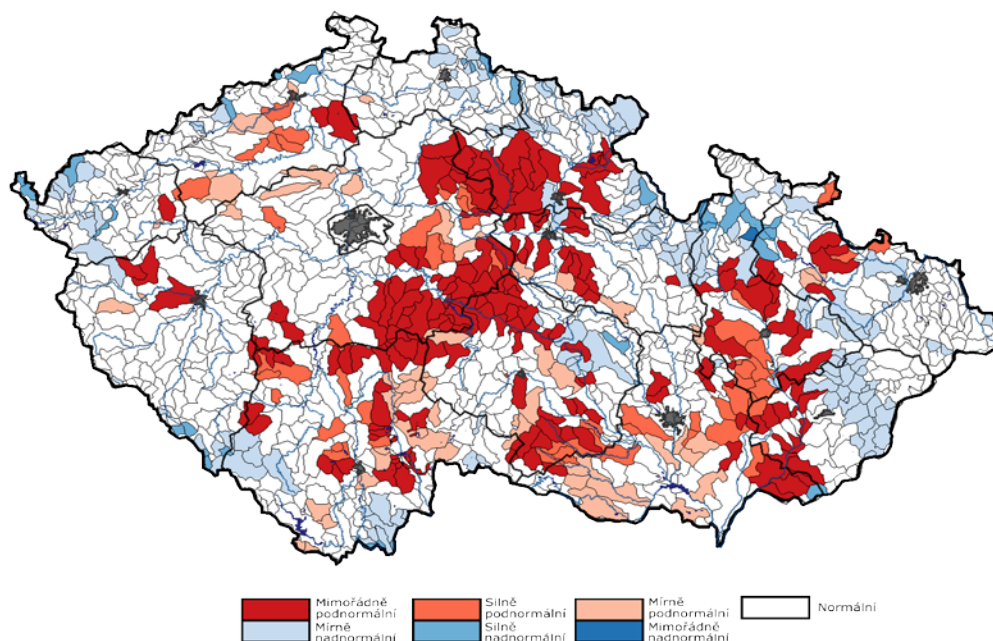 Mimořádně
podnormální
Silně
podnormální
Mírně
podnormální
Normální
Mírně
nadnormální
Silně
nadnormální
Mimořádně
nadnormální